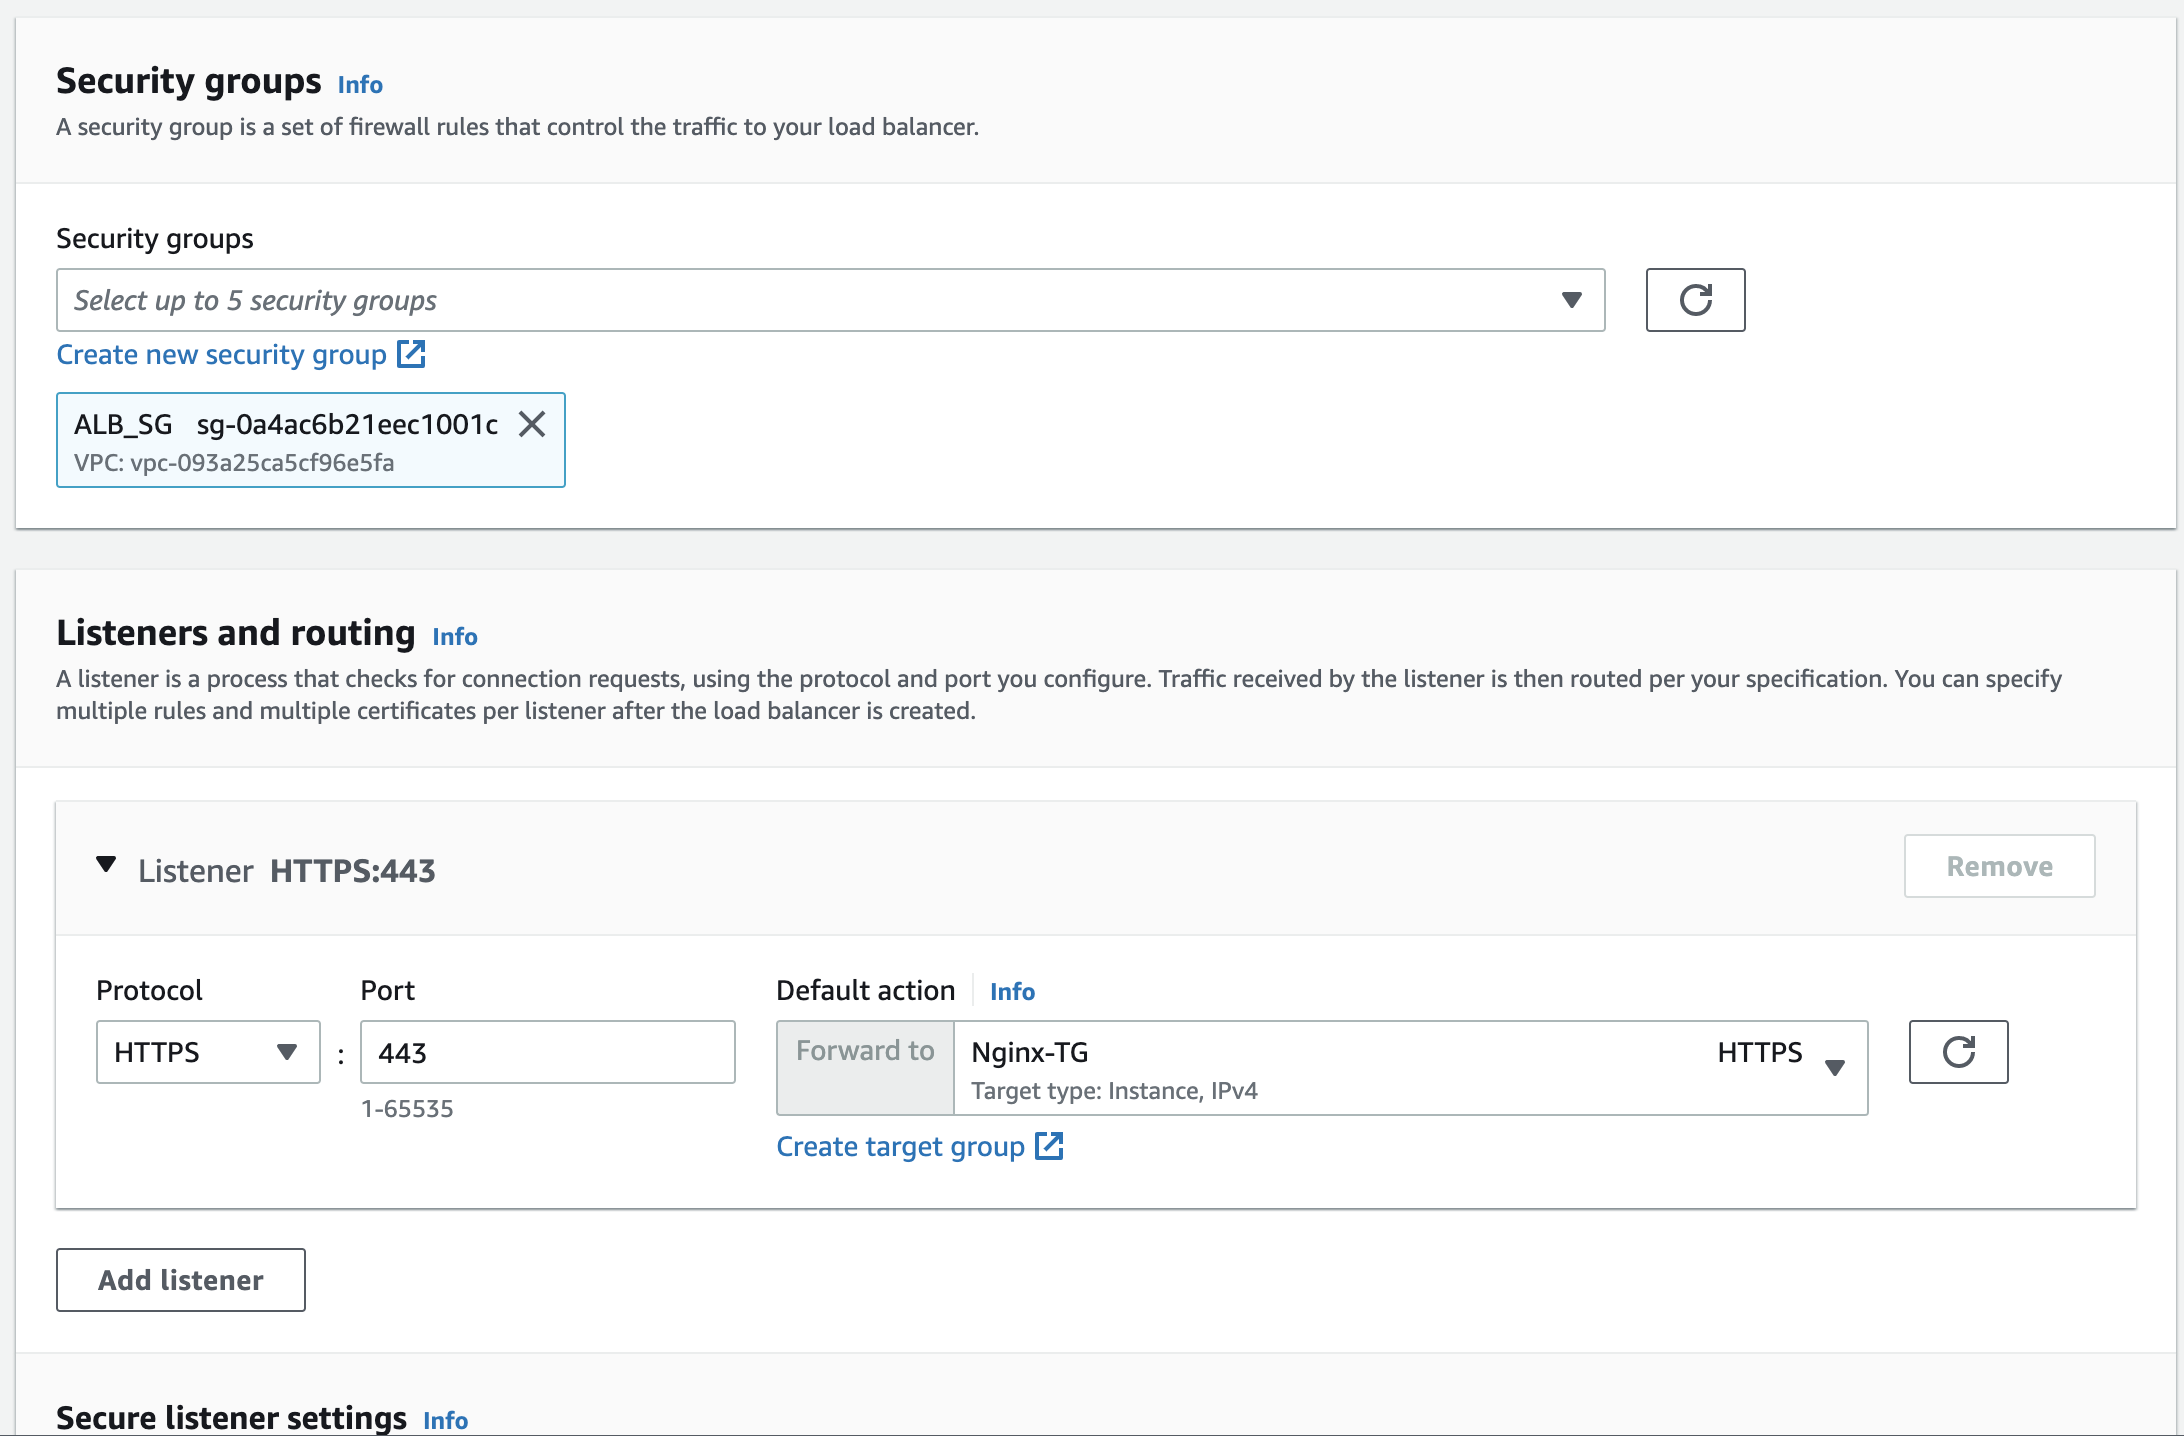 Security groups Info
A security group is a set of firewall rules that control the traffic to your load balancer.
Security groups
Select up to 5 security groups
Create new security group
ALB_SG sg-0a4ac6b21eec1001c
VPC: vpc-093a25ca5cf96e5fa
Listeners and routing Info
A listener is a process that checks for connection requests, using the protocol and port you configure. Traffic received by the listener is then routed per your specification. You can specify
multiple rules and multiple certificates per listener after the load balancer is created.
Listener HTTPS:443
Remove
Protocol Port Default action Info
HTTPS : 443 Forward to Nginx-TG HTTPS
Target type: Instance, IPv4
1-65535
Create target group
Add listener
Secure listener settings Info